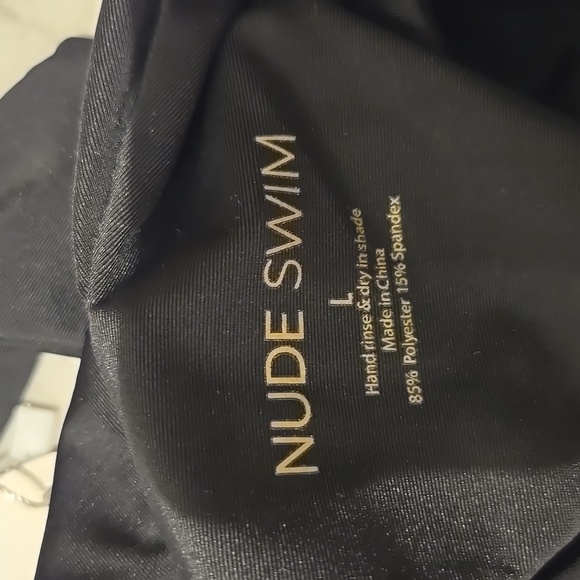 NUDE SWIM
L
Hand rinse & dry in shade
Made in China
85% Polyester 15% Spandex